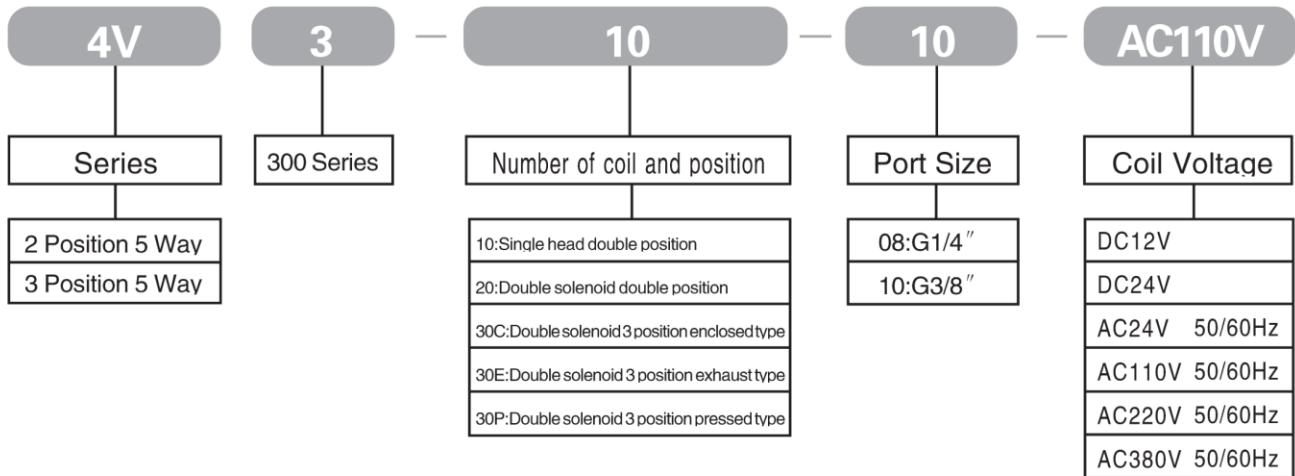 4V 3 — 10 — 10 — AC110V
Series
300 Series
Number of coil and position
Port Size
Coil Voltage
2 Position 5 Way
3 Position 5 Way
10:Single head double position
20:Double solenoid double position
30C:Double solenoid 3 position enclosed type
30E:Double solenoid 3 position exhaust type
30P:Double solenoid 3 position pressed type
08:G1/4″
10:G3/8″
DC12V
DC24V
AC24V 50/60Hz
AC110V 50/60Hz
AC220V 50/60Hz
AC380V 50/60Hz